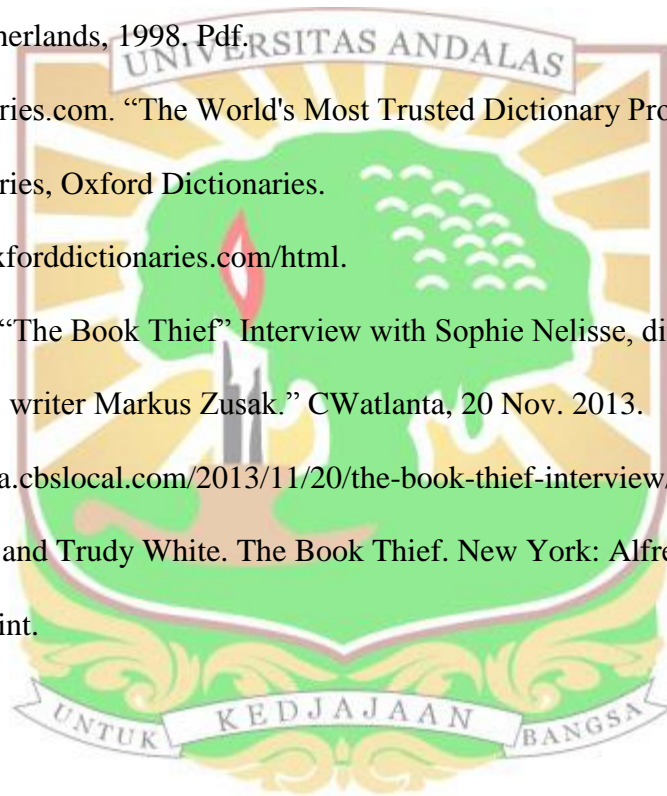 erlands, 1998. Pdf.
UNIVERSITAS ANDALAS
ries.com. “The World's Most Trusted Dictionary Pro
ries, Oxford Dictionaries.
xforddictionaries.com/html.
“The Book Thief” Interview with Sophie Nelisse, di
writer Markus Zusak.” CWatlanta, 20 Nov. 2013.
a.cbslocal.com/2013/11/20/the-book-thief-interview/
and Trudy White. The Book Thief. New York: Alfre
int.
UNTUK KEDJAJAAN BANGSA